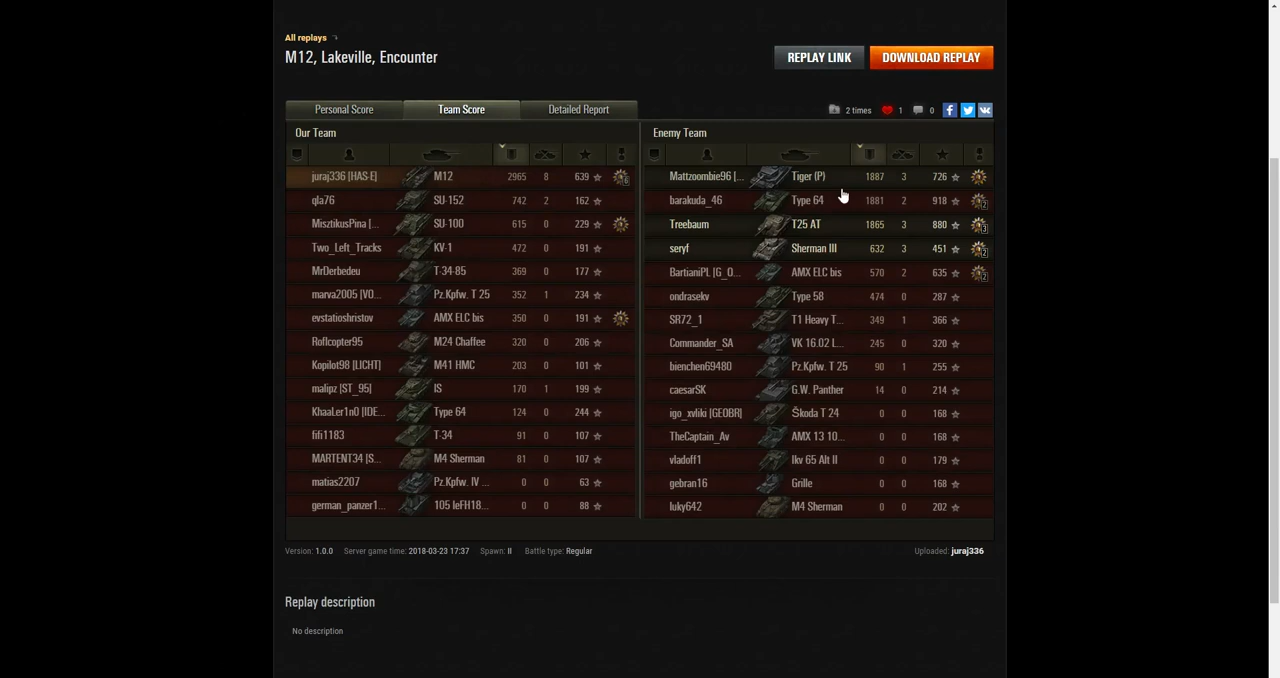 All replays
M12, Lakeville, Encounter
REPLAY LINK
DOWNLOAD REPLAY
Personal Score
Team Score
Detailed Report
2 times 1 0
Our Team
juraj336 [HAS-E] M12 2965 8 639 6
qla76 SU-152 742 2 162
MisztikusPina [... SU-100 615 0 229
Two_Left_Tracks KV-1 472 0 191
MrDerbedeu T-34-85 369 0 177
marva2005 [VO... Pz.Kpfw. T 25 352 1 234
evstatioshristov AMX ELC bis 350 0 191
Roflcopter95 M24 Chaffee 320 0 206
Kopilot98 [LICHT] M41 HMC 203 0 101
malipz [ST_95] IS 170 1 199
KhaaLer1n0 [IDE... Type 64 124 0 244
fifi1183 T-34 91 0 107
MARTENT34 [S... M4 Sherman 81 0 107
matias2207 Pz.Kpfw. IV ... 0 0 63
german_panzer1... 105 leFH18... 0 0 88
Enemy Team
Mattzoombie96 [... Tiger (P) 1887 3 726
barakuda_46 Type 64 1881 2 918 2
Treebaum T25 AT 1865 3 880 3
seryf Sherman III 632 3 451 2
BartianiPL [G_O... AMX ELC bis 570 2 635 2
ondrasekv Type 58 474 0 287
SR72_1 T1 Heavy T... 349 1 366
Commander_SA VK 16.02 L... 245 0 320
bienchen69480 Pz.Kpfw. T 25 90 1 255
caesarSK G.W. Panther 14 0 214
igo_xvliki [GEOBR] Škoda T 24 0 0 168
TheCaptain_Av AMX 13 10... 0 0 168
vladoff1 Ikv 65 Alt II 0 0 179
gebran16 Grille 0 0 168
luky642 M4 Sherman 0 0 202
Version: 1.0.0 Server game time: 2018-03-23 17:37 Spawn: II Battle type: Regular
Uploaded: juraj336
Replay description
No description